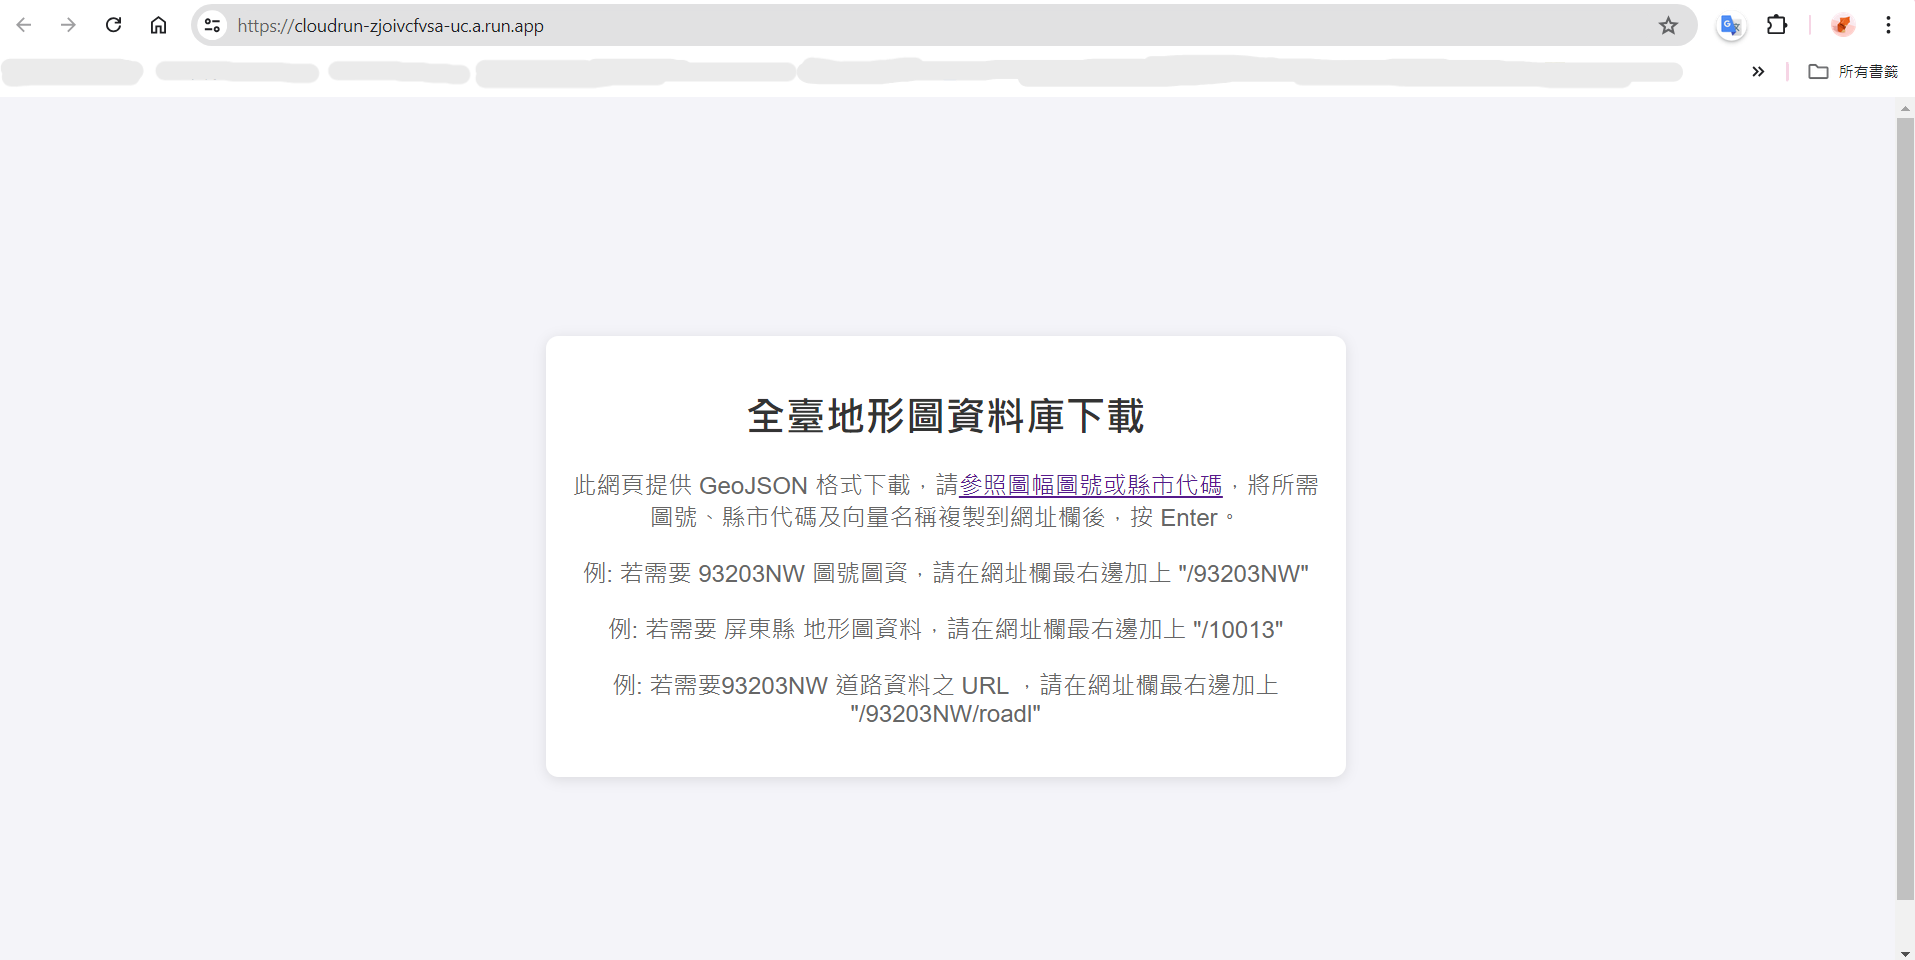 https://cloudrun-zjoivcfvsa-uc.a.run.app
所有書籤
全臺地形圖資料庫下載
此網頁提供 GeoJSON 格式下載，請參照圖幅圖號或縣市代碼，將所需
圖號、縣市代碼及向量名稱複製到網址欄後，按 Enter。
例: 若需要 93203NW 圖號圖資，請在網址欄最右邊加上 "/93203NW"
例: 若需要 屏東縣 地形圖資料，請在網址欄最右邊加上 "/10013"
例: 若需要93203NW 道路資料之 URL ，請在網址欄最右邊加上
"/93203NW/roadl"